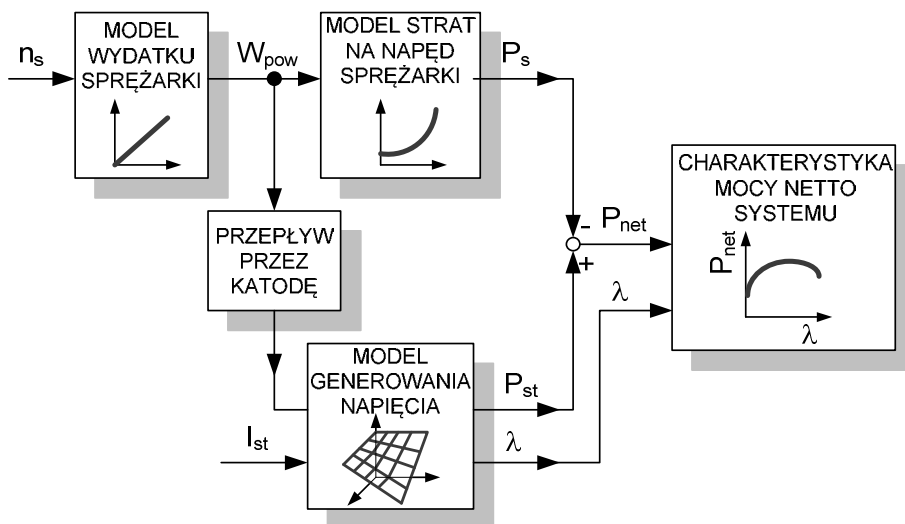 n_s
MODEL
WYDATKU
SPRĘŻARKI
W_pow
MODEL STRAT
NA NAPĘD
SPRĘŻARKI
P_s
PRZEPŁYW
PRZEZ
KATODĘ
I_st
MODEL
GENEROWANIA
NAPIĘCIA
P_st
λ
-
+
P_net
λ
CHARAKTERYSTYKA
MOCY NETTO
SYSTEMU
P_net
λ